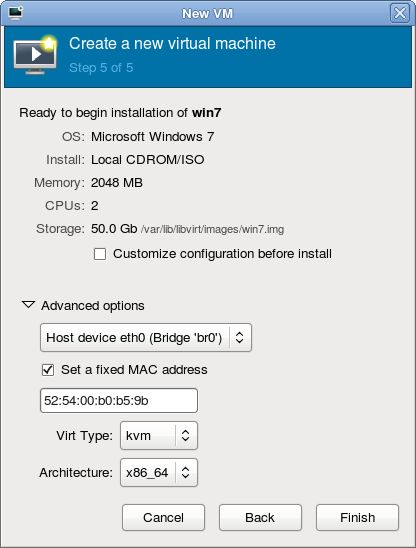 New VM
Create a new virtual machine
Step 5 of 5
Ready to begin installation of win7
OS: Microsoft Windows 7
Install: Local CDROM/ISO
Memory: 2048 MB
CPUs: 2
Storage: 50.0 Gb /var/lib/libvirt/images/win7.img
Customize configuration before install
Advanced options
Host device eth0 (Bridge 'br0')
Set a fixed MAC address
52:54:00:b0:b5:9b
Virt Type: kvm
Architecture: x86_64
Cancel Back Finish